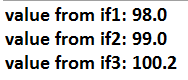 value from if1: 98.0
value from if2: 99.0
value from if3: 100.2